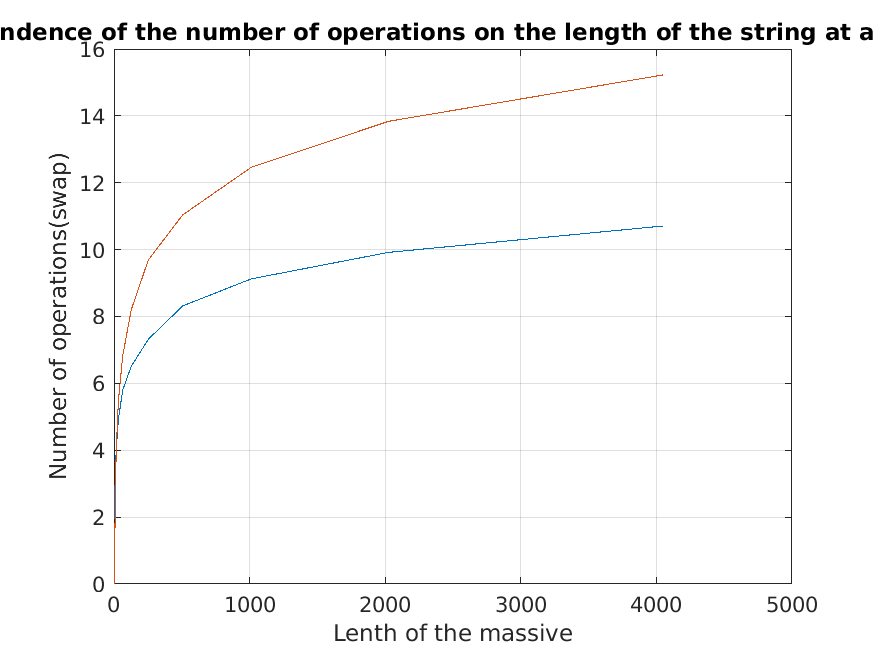 ndence of the number of operations on the length of the string at a
16
14
12
10
8
6
4
2
0
Number of operations(swap)
0 1000 2000 3000 4000 5000
Lenth of the massive